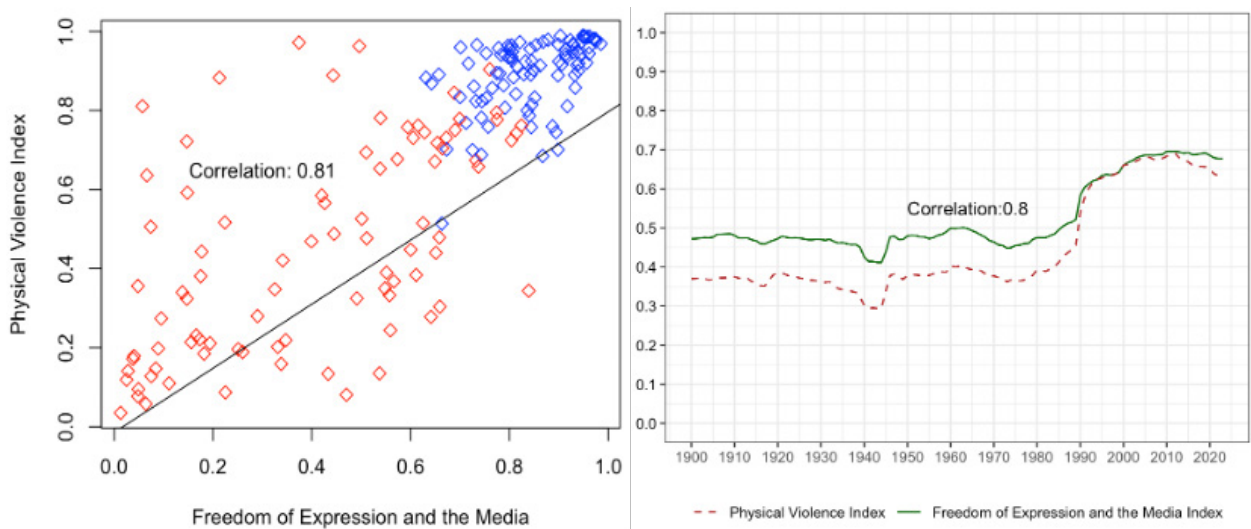 Physical Violence Index
1.0
0.8
0.6
0.4
0.2
0.0
Correlation: 0.81
0.0 0.2 0.4 0.6 0.8 1.0
Freedom of Expression and the Media
1.0
0.9
0.8
0.7
0.6
0.5
0.4
0.3
0.2
0.1
0.0
Correlation:0.8
1900 1910 1920 1930 1940 1950 1960 1970 1980 1990 2000 2010 2020
Physical Violence Index Freedom of Expression and the Media Index